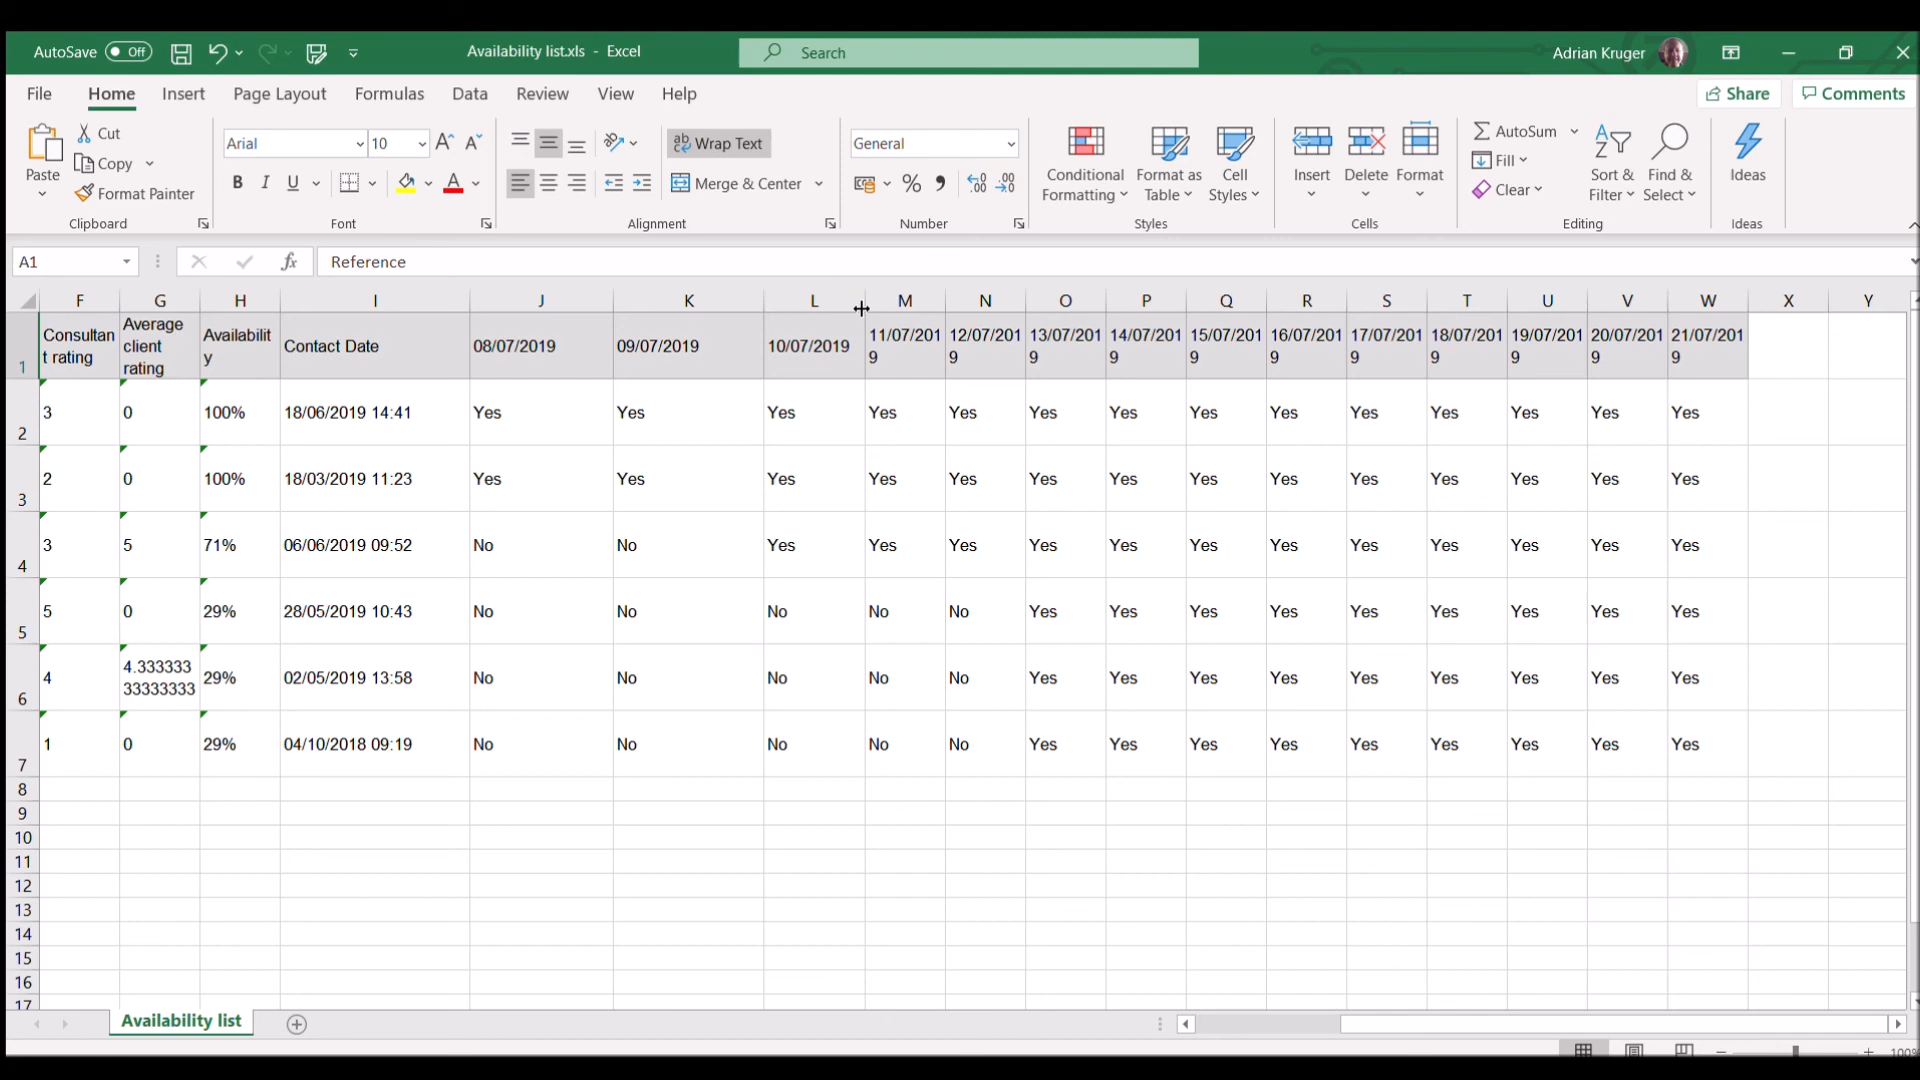 AutoSave Off Availability list.xls - Excel Search Adrian Kruger
File Home Insert Page Layout Formulas Data Review View Help Share Comments
Paste
Cut
Copy
Format Painter
Clipboard
Arial 10
B I U A
Font
Wrap Text
Merge & Center
Alignment
General
Number
Conditional Formatting
Format as Table
Cell Styles
Styles
Insert Delete Format
Cells
AutoSum
Fill
Clear
Sort & Filter
Find & Select
Editing
Ideas
Ideas
A1 fx Reference
F G H I J K L M N O P Q R S T U V W X Y
1 Consultant rating Average client rating Availability Contact Date 08/07/2019 09/07/2019 10/07/2019 11/07/2019 12/07/2019 13/07/2019 14/07/2019 15/07/2019 16/07/2019 17/07/2019 18/07/2019 19/07/2019 20/07/2019 21/07/2019
2 3 0 100% 18/06/2019 14:41 Yes Yes Yes Yes Yes Yes Yes Yes Yes Yes Yes Yes Yes Yes
3 2 0 100% 18/03/2019 11:23 Yes Yes Yes Yes Yes Yes Yes Yes Yes Yes Yes Yes Yes Yes
4 3 5 71% 06/06/2019 09:52 No No Yes Yes Yes Yes Yes Yes Yes Yes Yes Yes Yes Yes
5 5 0 29% 28/05/2019 10:43 No No No No No Yes Yes Yes Yes Yes Yes Yes Yes Yes
6 4 4.33333333333333 29% 02/05/2019 13:58 No No No No No Yes Yes Yes Yes Yes Yes Yes Yes Yes
7 1 0 29% 04/10/2018 09:19 No No No No No Yes Yes Yes Yes Yes Yes Yes Yes Yes
8
9
10
11
12
13
14
15
16
17
Availability list
100%